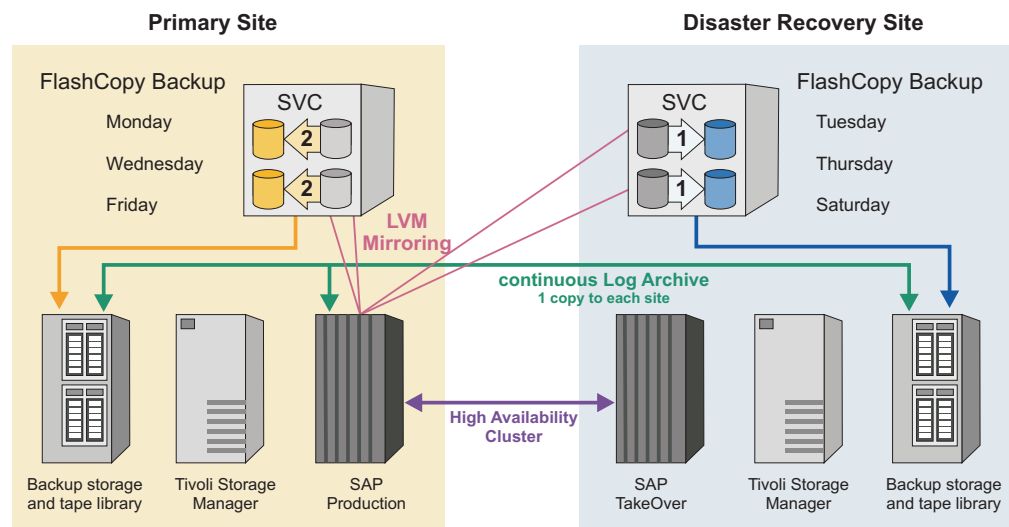 Primary Site
Disaster Recovery Site
FlashCopy Backup
Monday
Wednesday
Friday
SVC
2
2
SVC
1
1
FlashCopy Backup
Tuesday
Thursday
Saturday
LVM
Mirroring
continuous Log Archive
1 copy to each site
High Availability
Cluster
Backup storage
and tape library
Tivoli Storage
Manager
SAP
Production
SAP
TakeOver
Tivoli Storage
Manager
Backup storage
and tape library